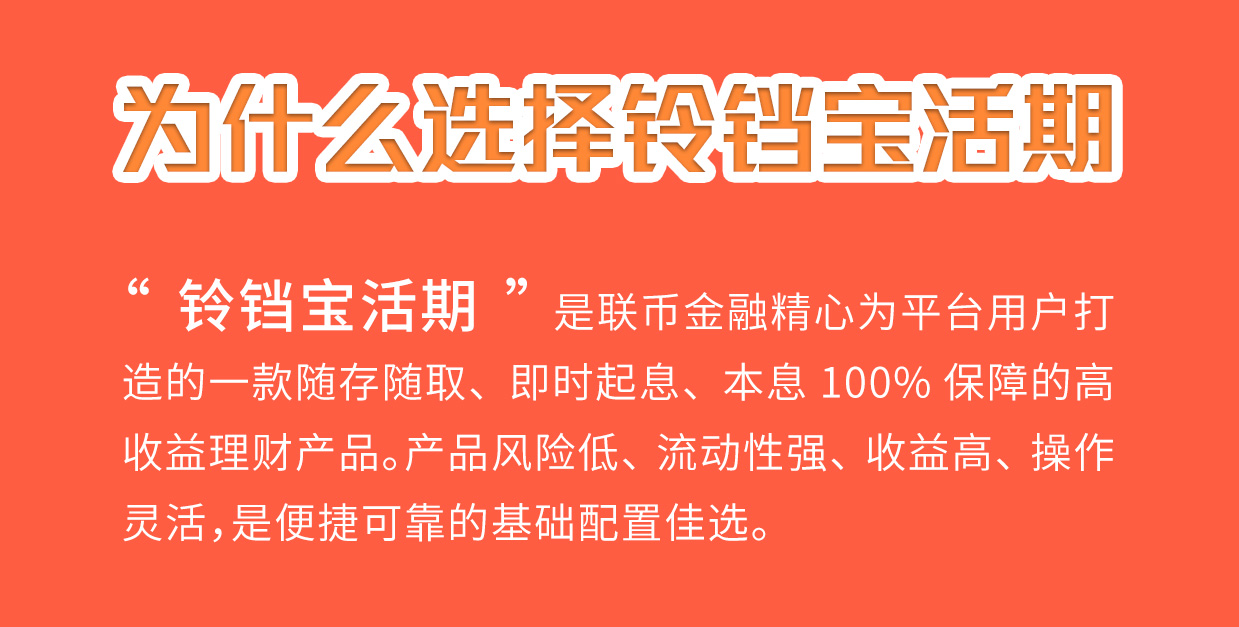 为什么选择铃铛宝活期
“ 铃铛宝活期 ”是联币金融精心为平台用户打
造的一款随存随取、即时起息、本息 100% 保障的高
收益理财产品。产品风险低、流动性强、收益高、操作
灵活，是便捷可靠的基础配置佳选。